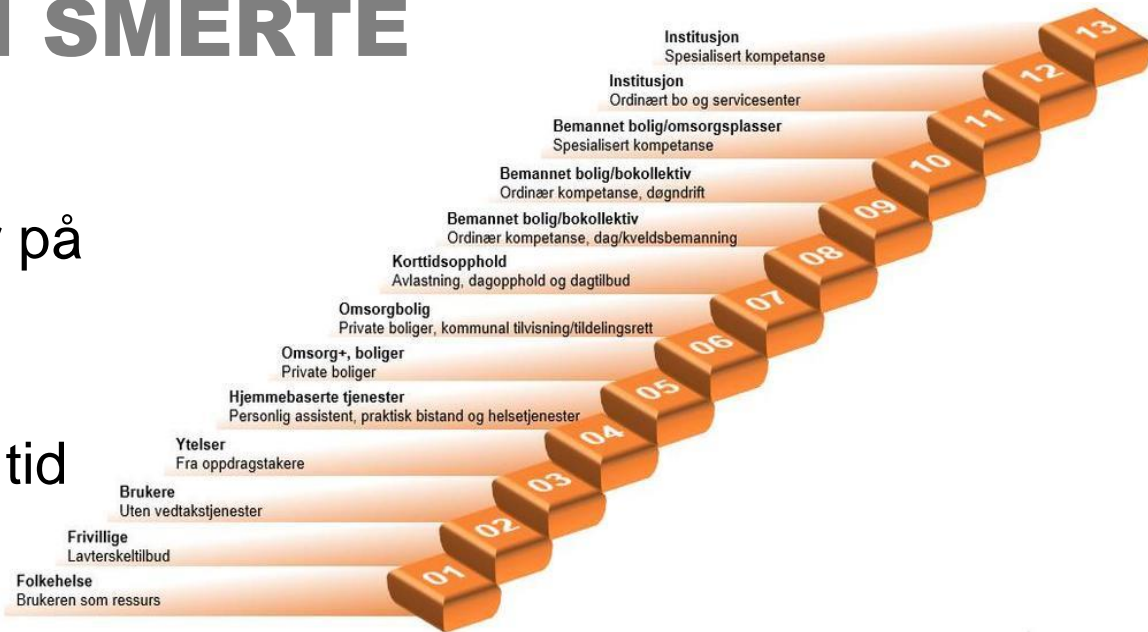 SMERTE
på
tid
Institusjon
Spesialisert kompetanse
13
Institusjon
Ordinært bo og servicesenter
12
Bemannet bolig/omsorgsplasser
Spesialisert kompetanse
11
Bemannet bolig/bokollektiv
Ordinær kompetanse, døgndrift
10
Bemannet bolig/bokollektiv
Ordinær kompetanse, dag/kveldsbemanning
09
Korttidsopphold
Avlastning, dagopphold og dagtilbud
08
Omsorgbolig
Private boliger, kommunal tilvisning/tildelingsrett
07
Omsorg+, boliger
Private boliger
06
Hjemmebaserte tjenester
Personlig assistent, praktisk bistand og helsetjenester
05
Ytelser
Fra oppdragstakere
04
Brukere
Uten vedtakstjenester
03
Frivillige
Lavterskeltilbud
02
Folkehelse
Brukeren som ressurs
01